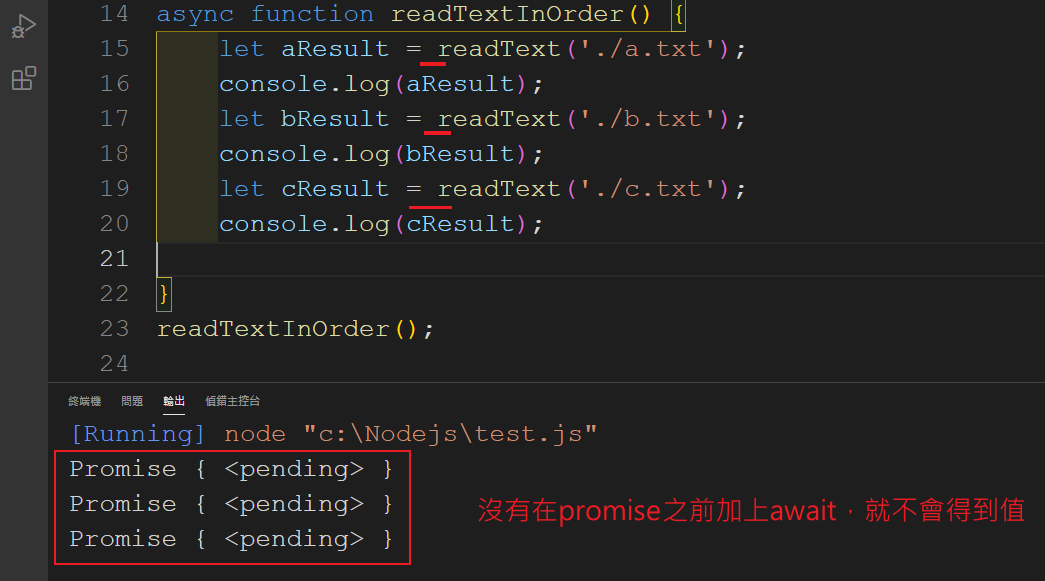 14 async function readTextInOrder() {
15 let aResult = readText('./a.txt');
16 console.log(aResult);
17 let bResult = readText('./b.txt');
18 console.log(bResult);
19 let cResult = readText('./c.txt');
20 console.log(cResult);
21
22 }
23 readTextInOrder();
24
終端機 問題 輸出 偵錯主控台
[Running] node "c:\Nodejs\test.js"
Promise { <pending> }
Promise { <pending> }
Promise { <pending> }
沒有在promise之前加上await,就不會得到值